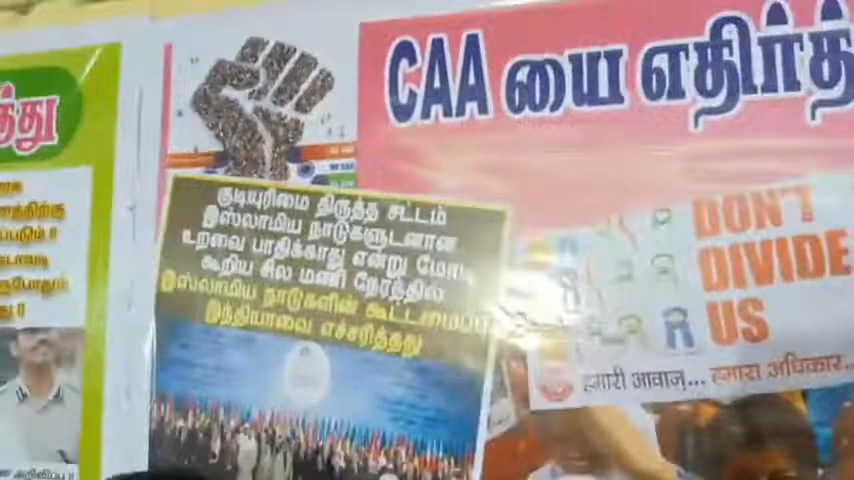 CAA யை எதிர்த்
குடியுரிமை திருத்த சட்டம்
இஸ்லாமிய நாடுகளுடனான
உறவை பாதிக்காது என்று மோடி
கூறிய சில மணி நேரத்தில்
இஸ்லாமிய நாடுகளின் கூட்டமைப்பு
இந்தியாவை எச்சரித்தது
DON'T
DIVIDE
US
हमारी आवाज़... हमारा अधिकार...
த்து